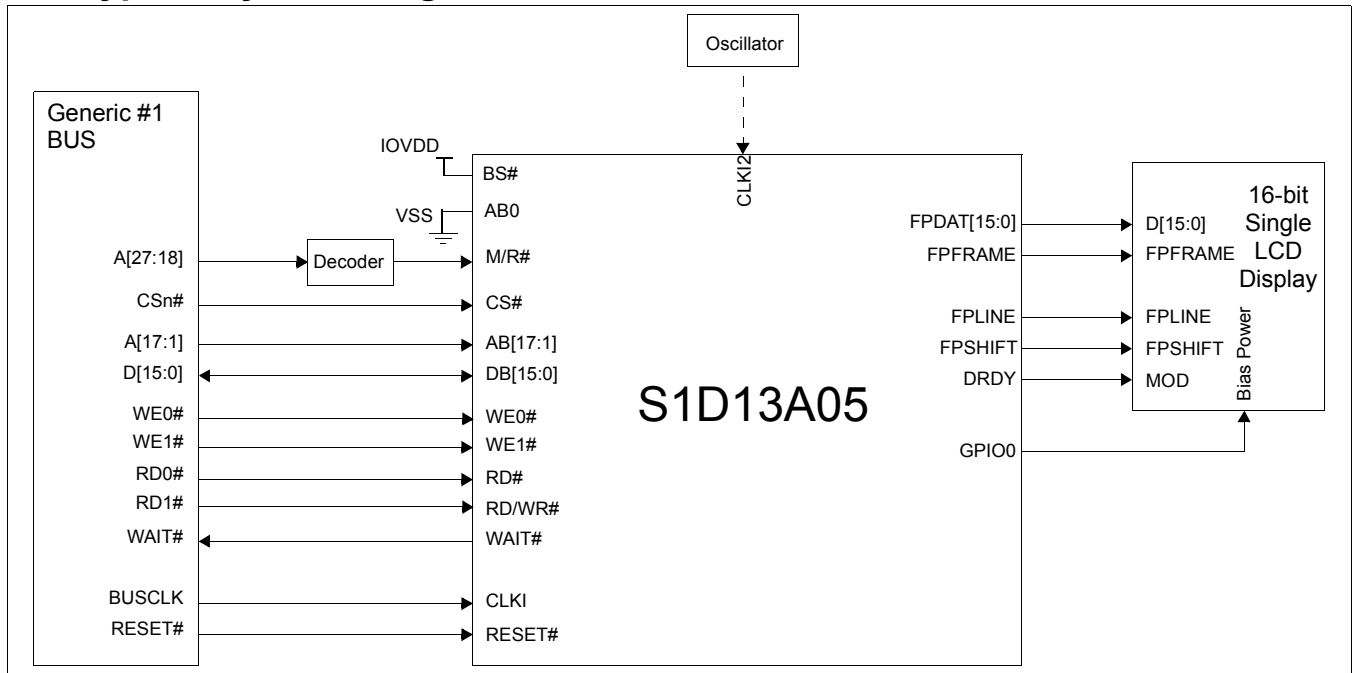 Oscillator
Generic #1
BUS
IOVDD
BS#
CLKI2
16-bit
Single
LCD
Display
VSS
AB0
FPDAT[15:0]
D[15:0]
A[27:18]
Decoder
M/R#
FPFRAME
FPFRAME
CSn#
CS#
FPLINE
FPLINE
A[17:1]
AB[17:1]
FPSHIFT
FPSHIFT
Bias Power
D[15:0]
DB[15:0]
DRDY
MOD
S1D13A05
WE0#
WE0#
WE1#
WE1#
GPIO0
RD0#
RD#
RD1#
RD/WR#
WAIT#
WAIT#
BUSCLK
CLKI
RESET#
RESET#